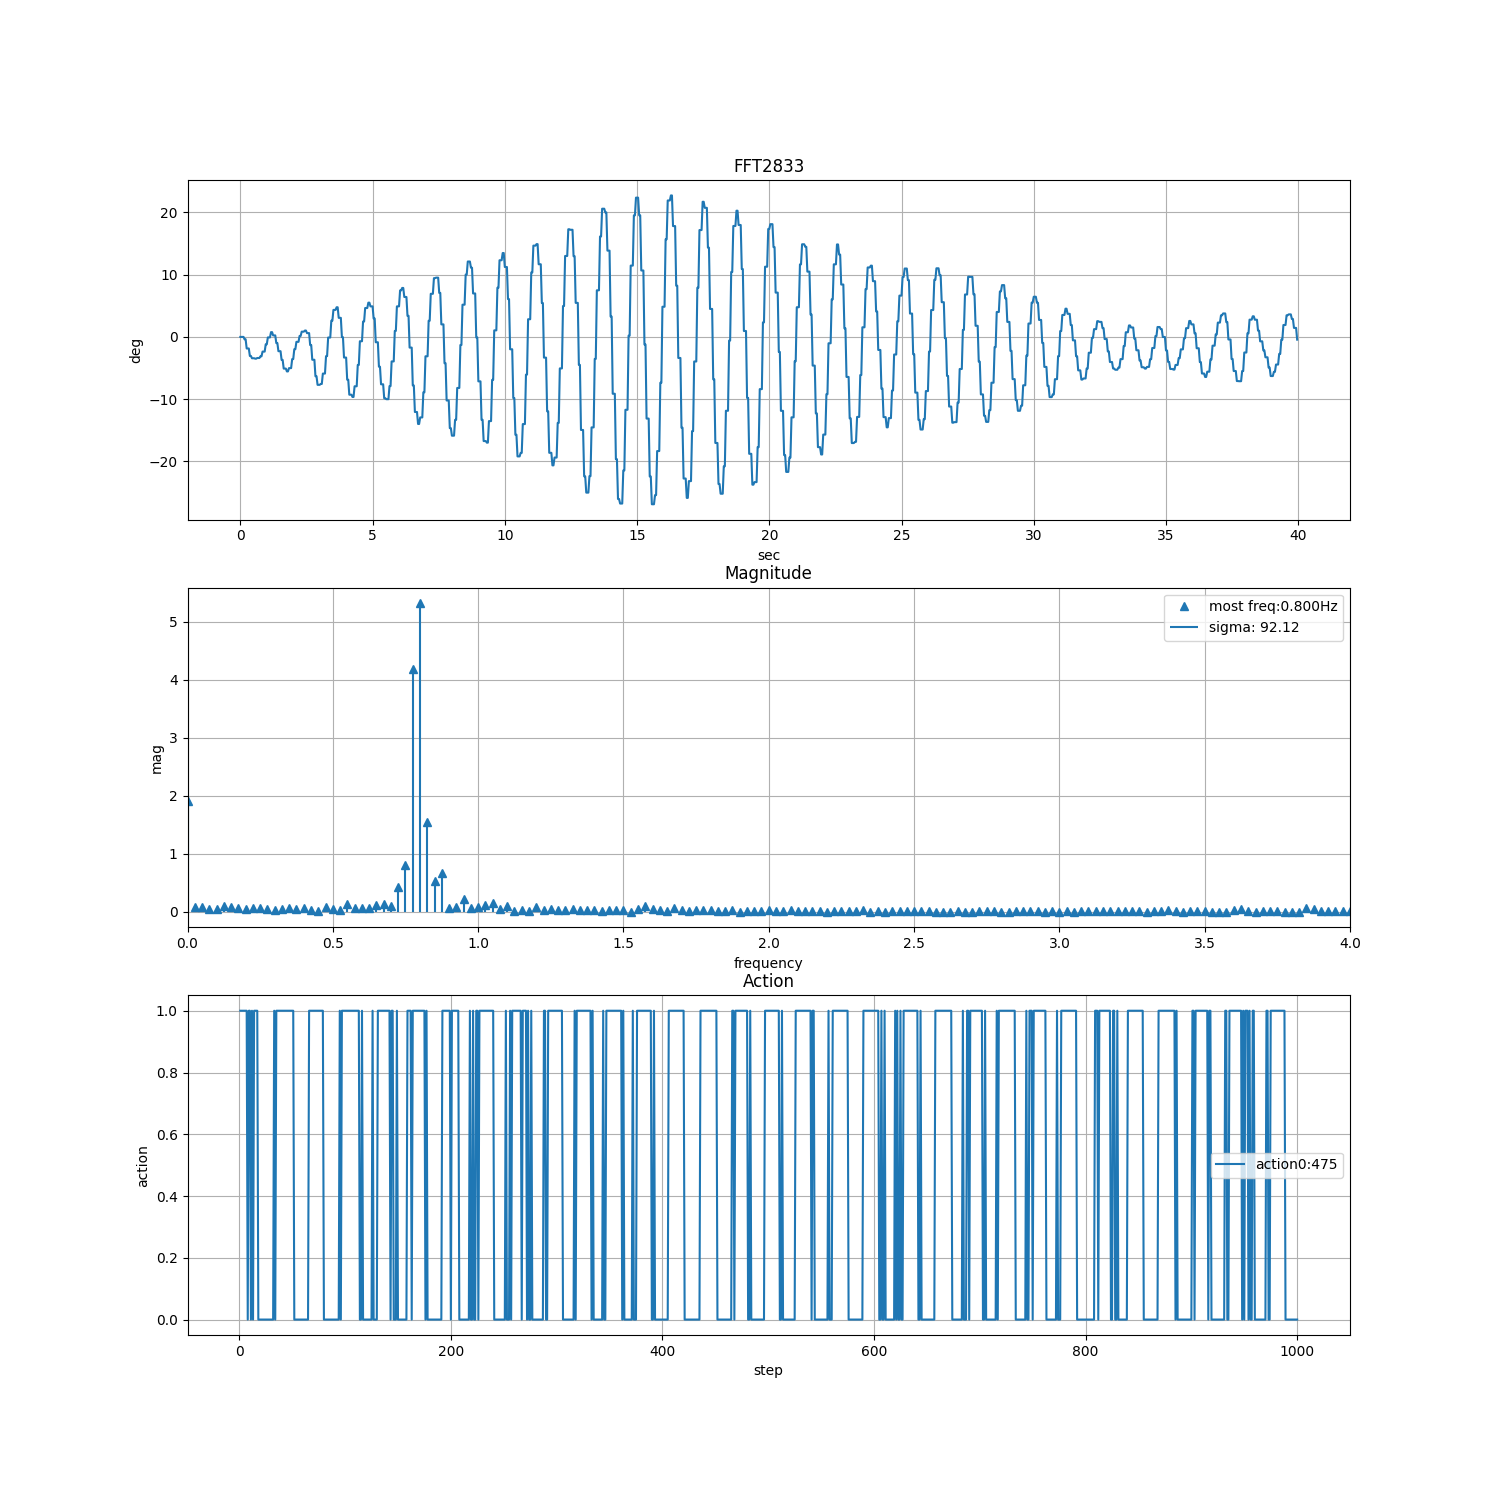 FFT2833
20
10
0
−10
−20
deg
0 5 10 15 20 25 30 35 40
sec
Magnitude
most freq:0.800Hz
sigma: 92.12
5
4
3
2
1
0
mag
0.0 0.5 1.0 1.5 2.0 2.5 3.0 3.5 4.0
frequency
Action
1.0
0.8
0.6
0.4
0.2
0.0
action
action0:475
0 200 400 600 800 1000
step